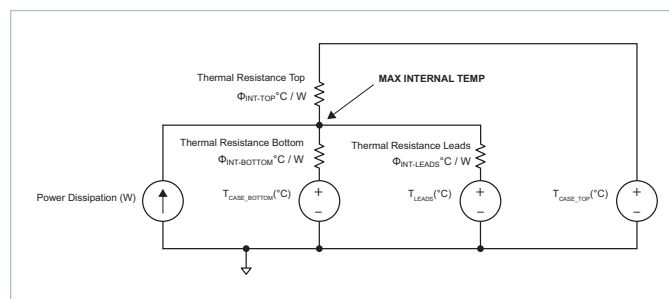 Thermal Resistance Top
MAX INTERNAL TEMP
ΦINT-TOP°C / W
Thermal Resistance Bottom
ΦINT-BOTTOM°C / W
Thermal Resistance Leads
ΦINT-LEADS°C / W
Power Dissipation (W)
TCASE_BOTTOM(°C)
+
–
TLEADS(°C)
+
–
TCASE_TOP(°C)
+
–